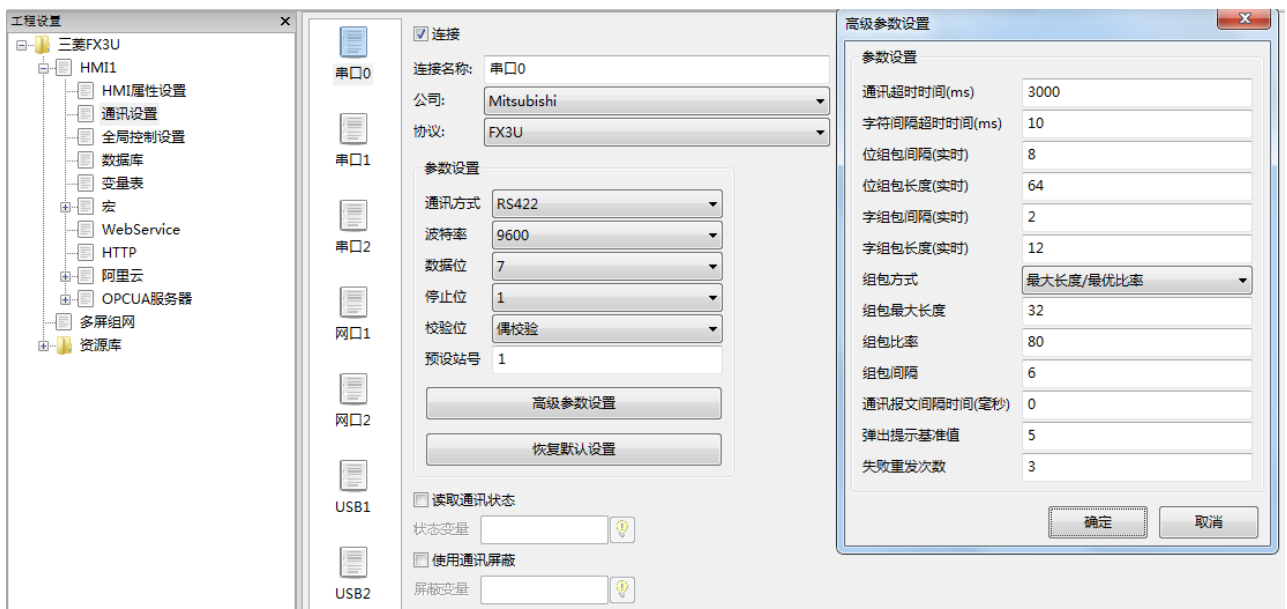 工程设置
三菱FX3U
HMI1
HMI属性设置
通讯设置
全局控制设置
数据库
变量表
宏
WebService
HTTP
阿里云
OPCUA服务器
多屏组网
资源库
串口0
串口1
串口2
网口1
网口2
USB1
USB2
连接
连接名称: 串口0
公司: Mitsubishi
协议: FX3U
参数设置
通讯方式 RS422
波特率 9600
数据位 7
停止位 1
校验位 偶校验
预设站号 1
高级参数设置
恢复默认设置
读取通讯状态
状态变量
使用通讯屏蔽
屏蔽变量
高级参数设置
参数设置
通讯超时时间(ms) 3000
字符间隔超时时间(ms) 10
位组包间隔(实时) 8
位组包长度(实时) 64
字组包间隔(实时) 2
字组包长度(实时) 12
组包方式 最大长度/最优比率
组包最大长度 32
组包比率 80
组包间隔 6
通讯报文间隔时间(毫秒) 0
弹出提示基准值 5
失败重发次数 3
确定 取消